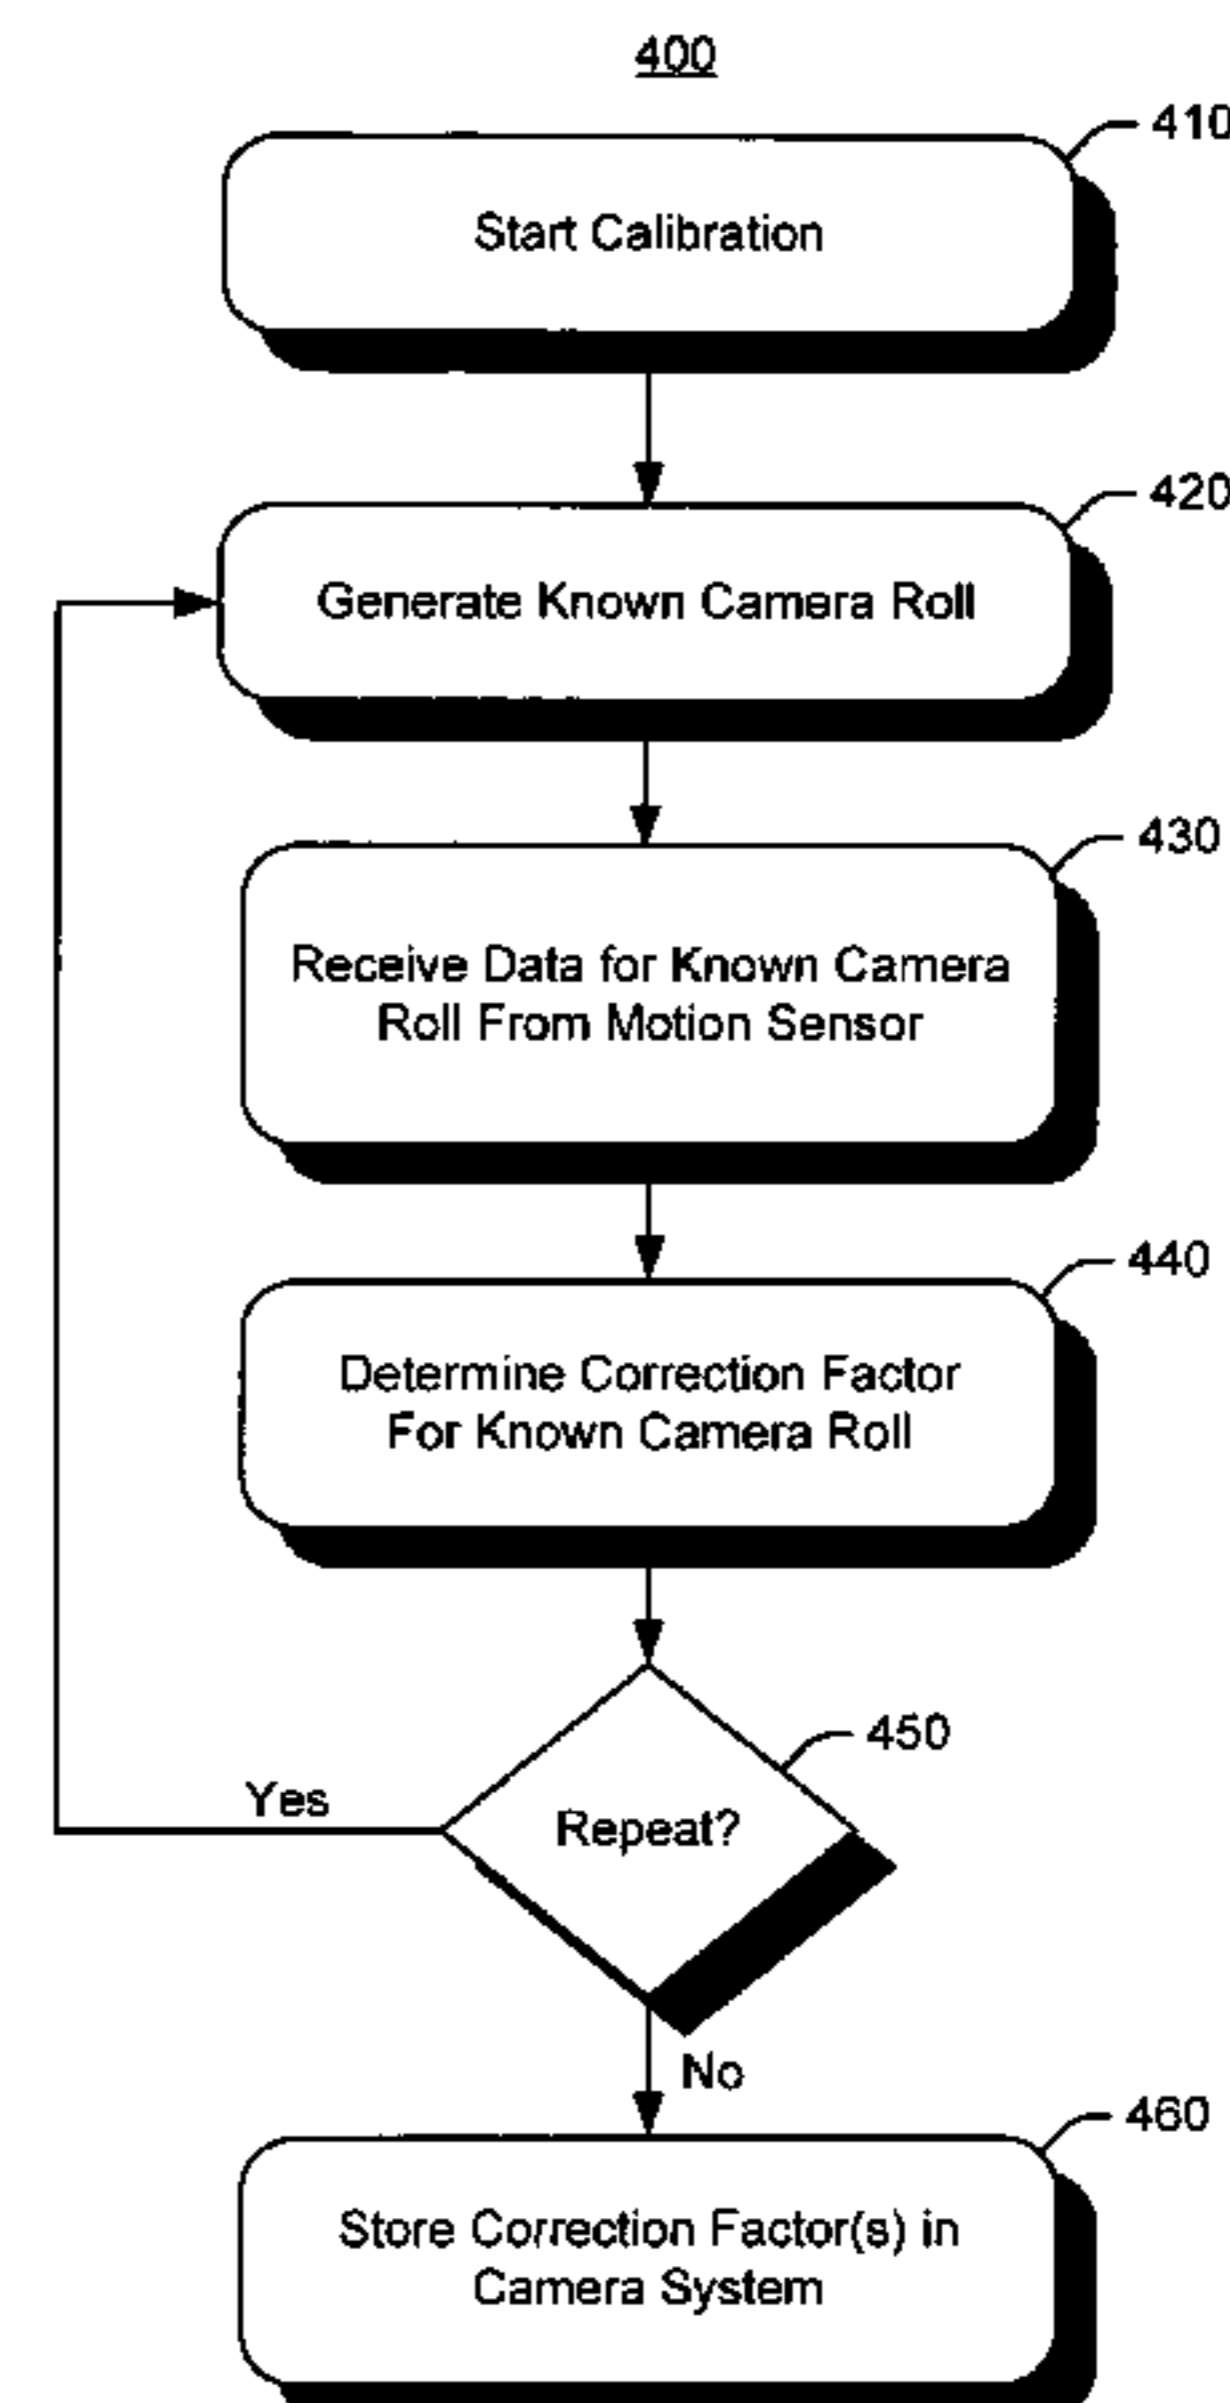 400
410
Start Calibration
420
Generate Known Camera Roll
430
Receive Data for Known Camera
Roll From Motion Sensor
440
Determine Correction Factor
For Known Camera Roll
450
Repeat?
Yes
No
460
Store Correction Factor(s) in
Camera System